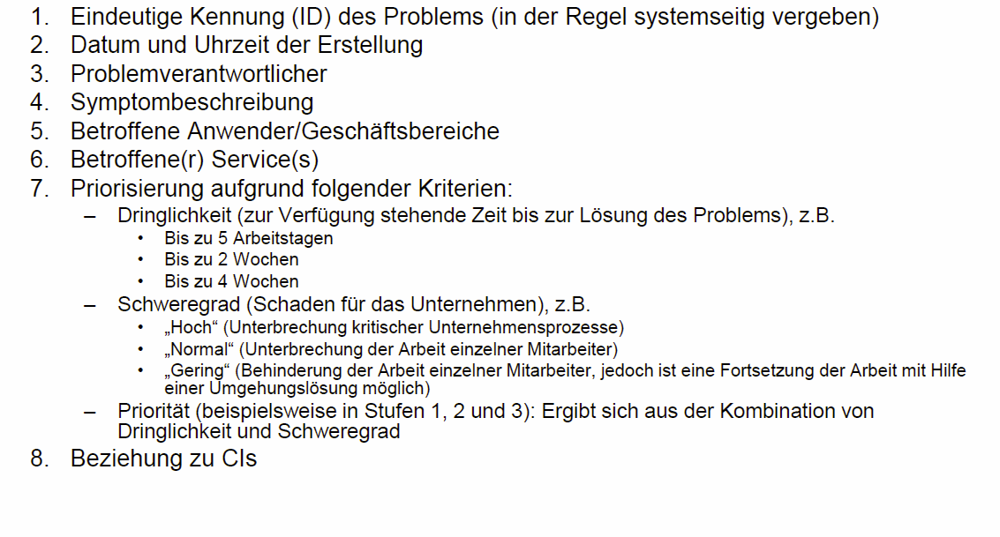 1. Eindeutige Kennung (ID) des Problems (in der Regel systemseitig vergeben)
2. Datum und Uhrzeit der Erstellung
3. Problemverantwortlicher
4. Symptombeschreibung
5. Betroffene Anwender/Geschäftsbereiche
6. Betroffene(r) Service(s)
7. Priorisierung aufgrund folgender Kriterien:
– Dringlichkeit (zur Verfügung stehende Zeit bis zur Lösung des Problems), z.B.
• Bis zu 5 Arbeitstagen
• Bis zu 2 Wochen
• Bis zu 4 Wochen
– Schweregrad (Schaden für das Unternehmen), z.B.
• „Hoch“ (Unterbrechung kritischer Unternehmensprozesse)
• „Normal“ (Unterbrechung der Arbeit einzelner Mitarbeiter)
• „Gering“ (Behinderung der Arbeit einzelner Mitarbeiter, jedoch ist eine Fortsetzung der Arbeit mit Hilfe
einer Umgehungslösung möglich)
– Priorität (beispielsweise in Stufen 1, 2 und 3): Ergibt sich aus der Kombination von
Dringlichkeit und Schweregrad
8. Beziehung zu CIs